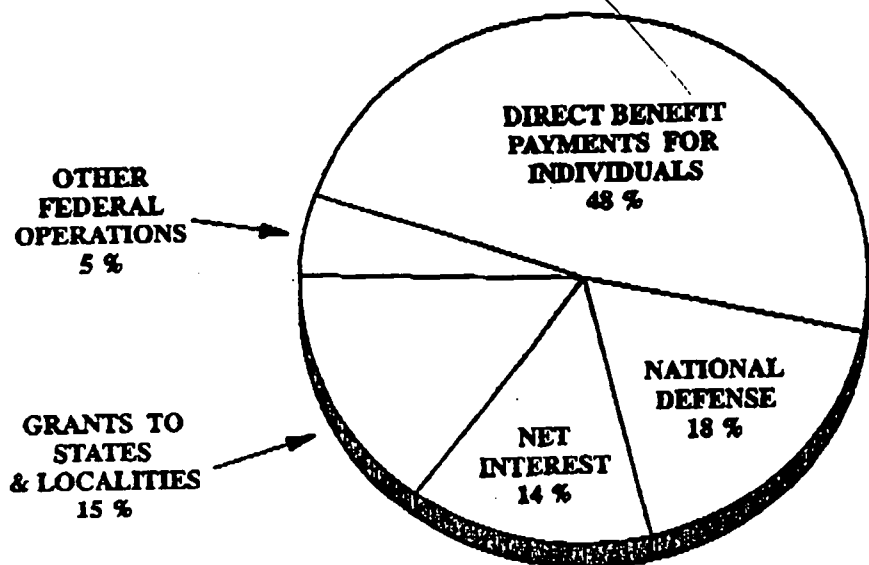 DIRECT BENEFIT
PAYMENTS FOR
INDIVIDUALS
48 %
OTHER
FEDERAL
OPERATIONS
5 %
NATIONAL
DEFENSE
18 %
NET
INTEREST
14 %
GRANTS TO
STATES
& LOCALITIES
15 %